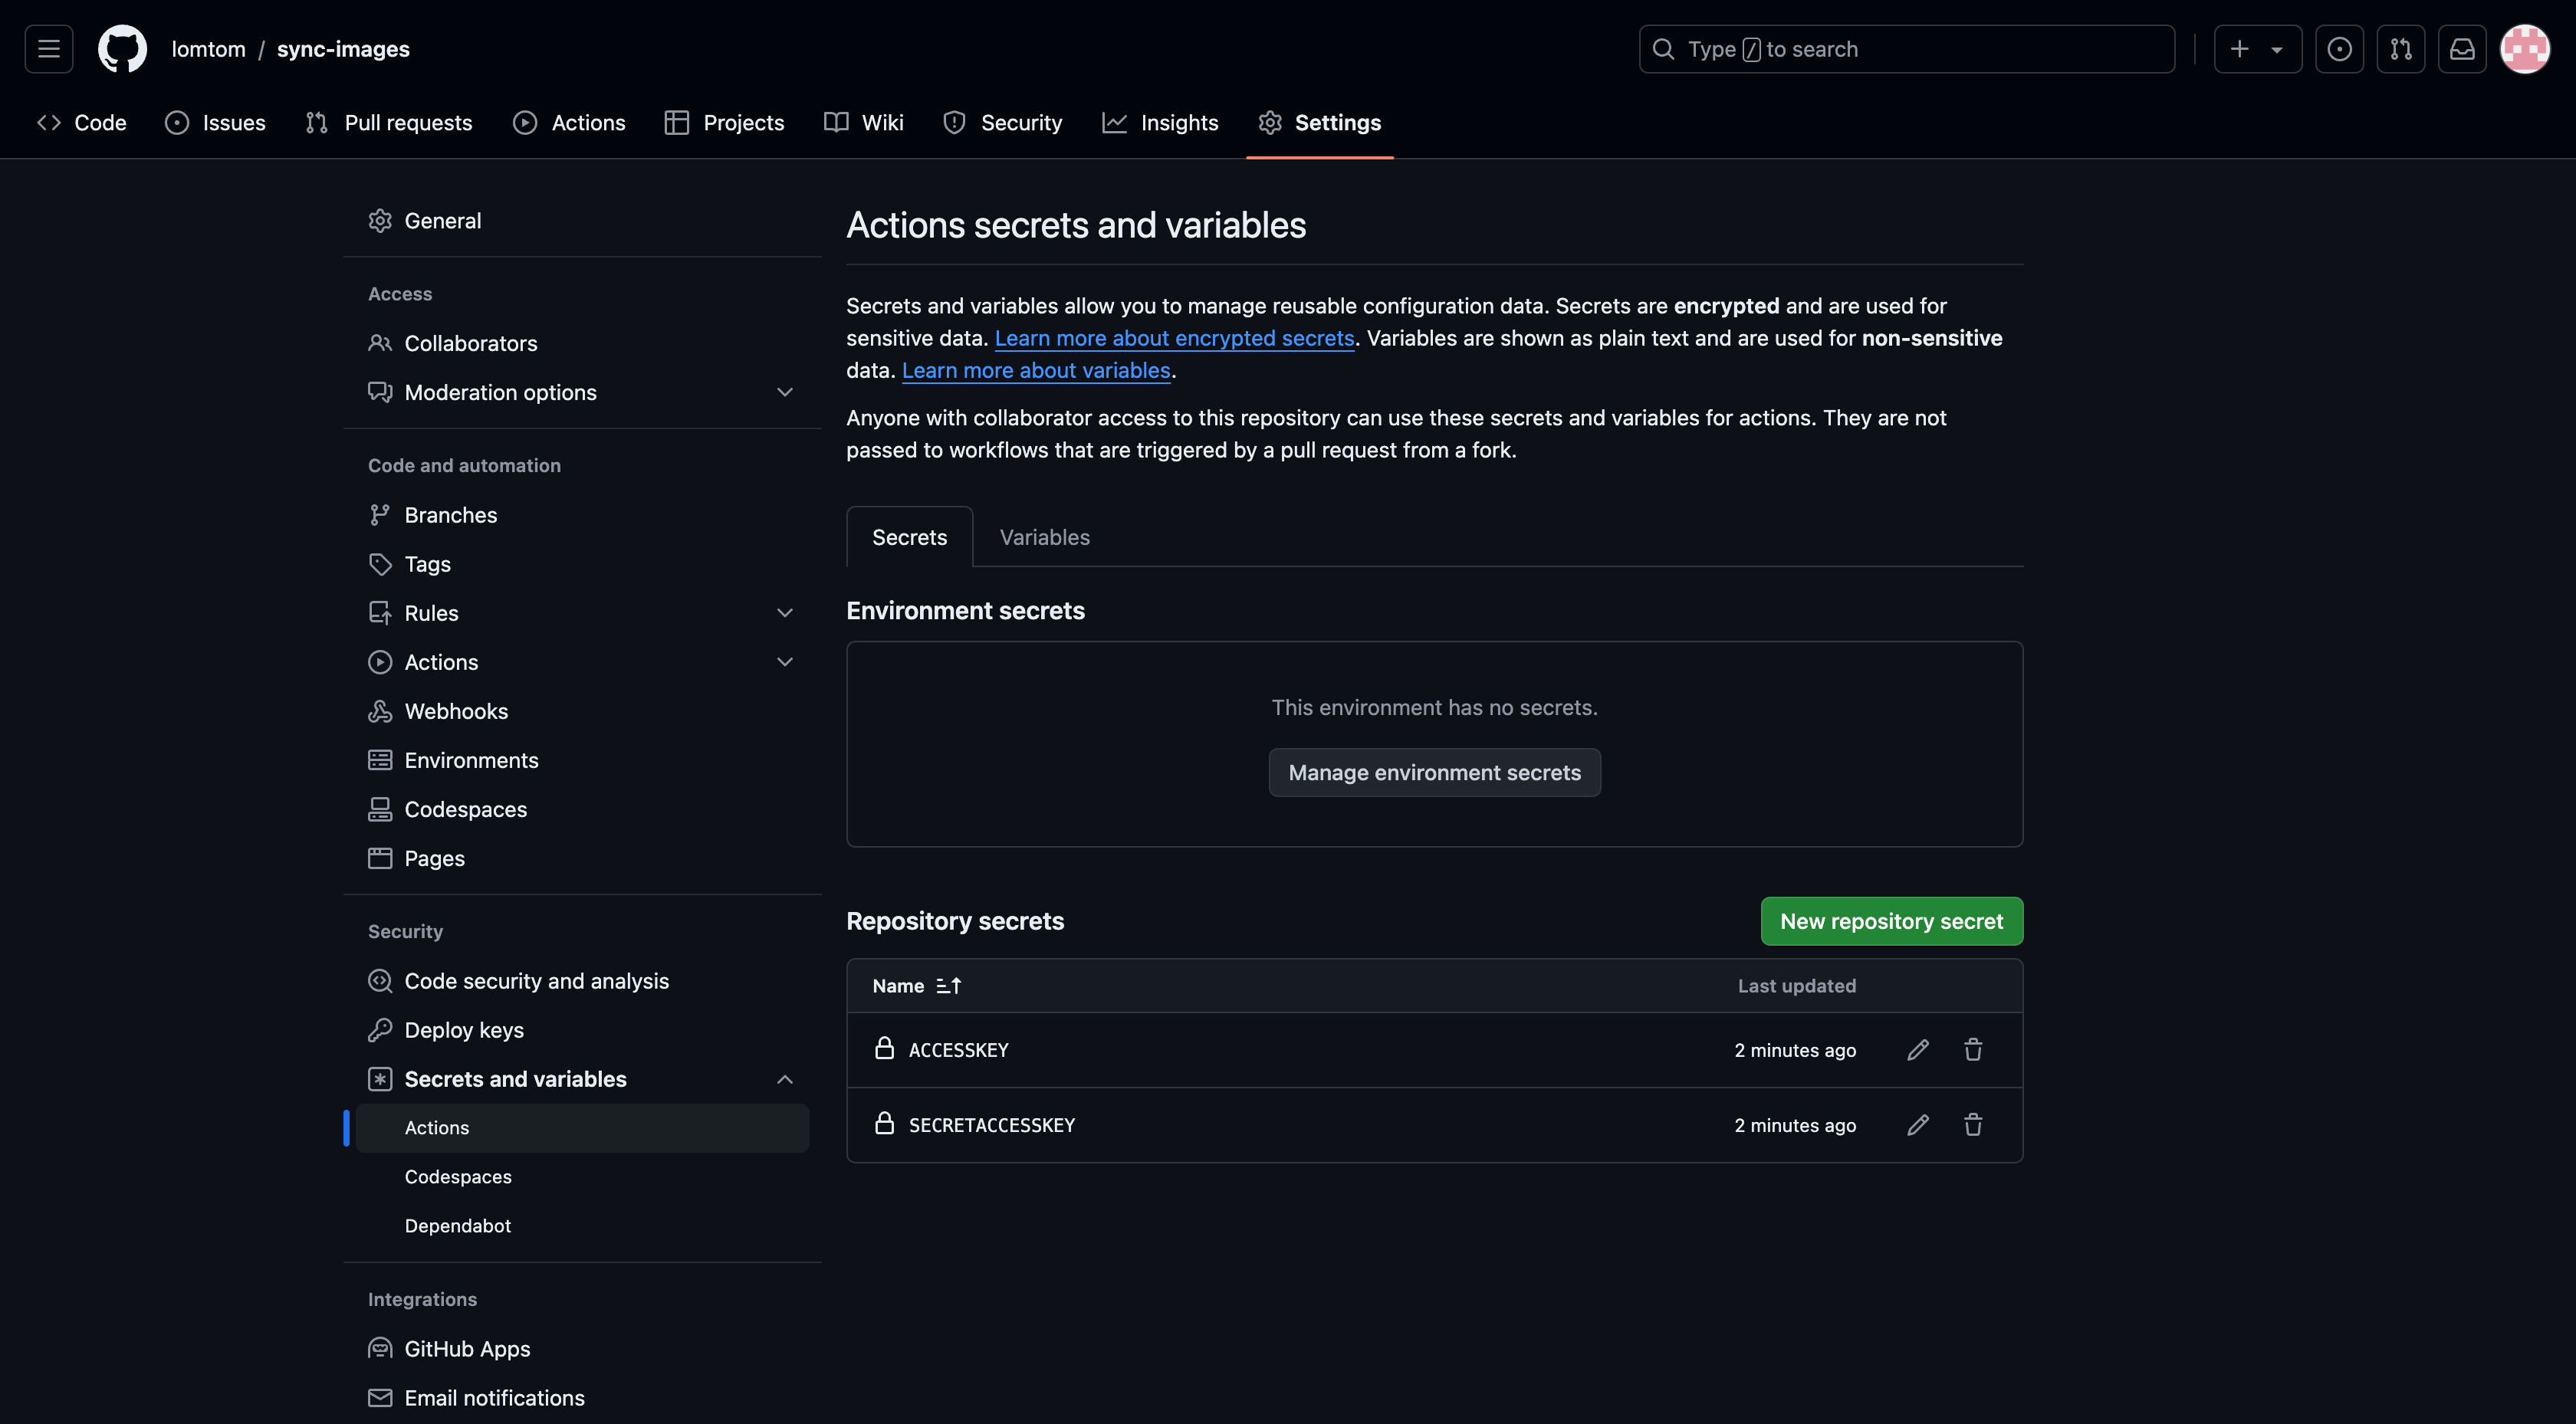 lomtom / sync-images
Type / to search
Code
Issues
Pull requests
Actions
Projects
Wiki
Security
Insights
Settings
General
Access
Collaborators
Moderation options
Code and automation
Branches
Tags
Rules
Actions
Webhooks
Environments
Codespaces
Pages
Security
Code security and analysis
Deploy keys
Secrets and variables
Actions
Codespaces
Dependabot
Integrations
GitHub Apps
Email notifications
Actions secrets and variables
Secrets and variables allow you to manage reusable configuration data. Secrets are encrypted and are used for
sensitive data. Learn more about encrypted secrets. Variables are shown as plain text and are used for non-sensitive
data. Learn more about variables.
Anyone with collaborator access to this repository can use these secrets and variables for actions. They are not
passed to workflows that are triggered by a pull request from a fork.
Secrets
Variables
Environment secrets
This environment has no secrets.
Manage environment secrets
Repository secrets
New repository secret
Name
Last updated
ACCESSKEY
2 minutes ago
SECRETACCESSKEY
2 minutes ago